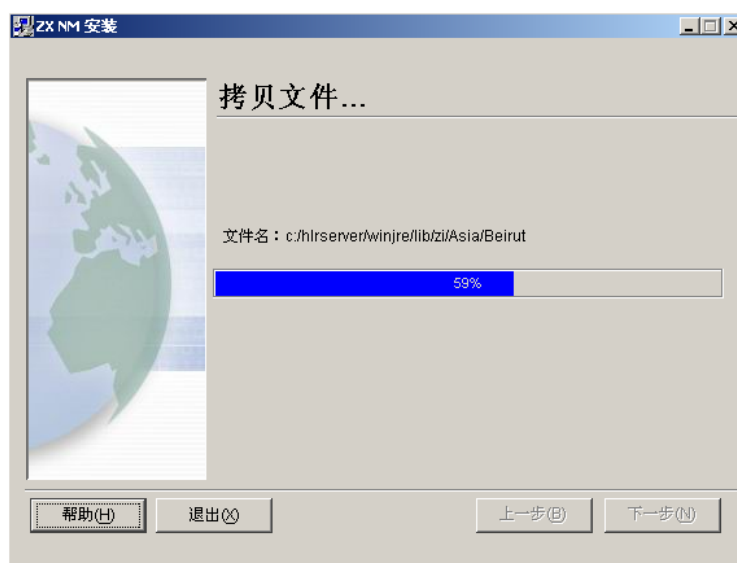 ZX NM 安装
拷贝文件...
文件名：c:/hlrserver/winjre/lib/zi/Asia/Beirut
59%
帮助(H) 退出(X) 上一步(B) 下一步(N)